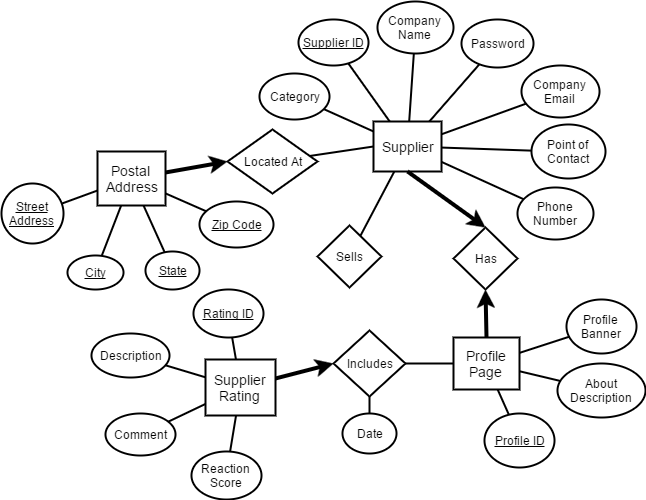 Company
Name
Supplier ID
Password
Category
Company
Email
Supplier
Point of
Contact
Located At
Postal
Address
Street
Address
Zip Code
Phone
Number
City
State
Sells
Has
Rating ID
Profile
Banner
Description
Supplier
Rating
Includes
Profile
Page
About
Description
Comment
Date
Profile ID
Reaction
Score